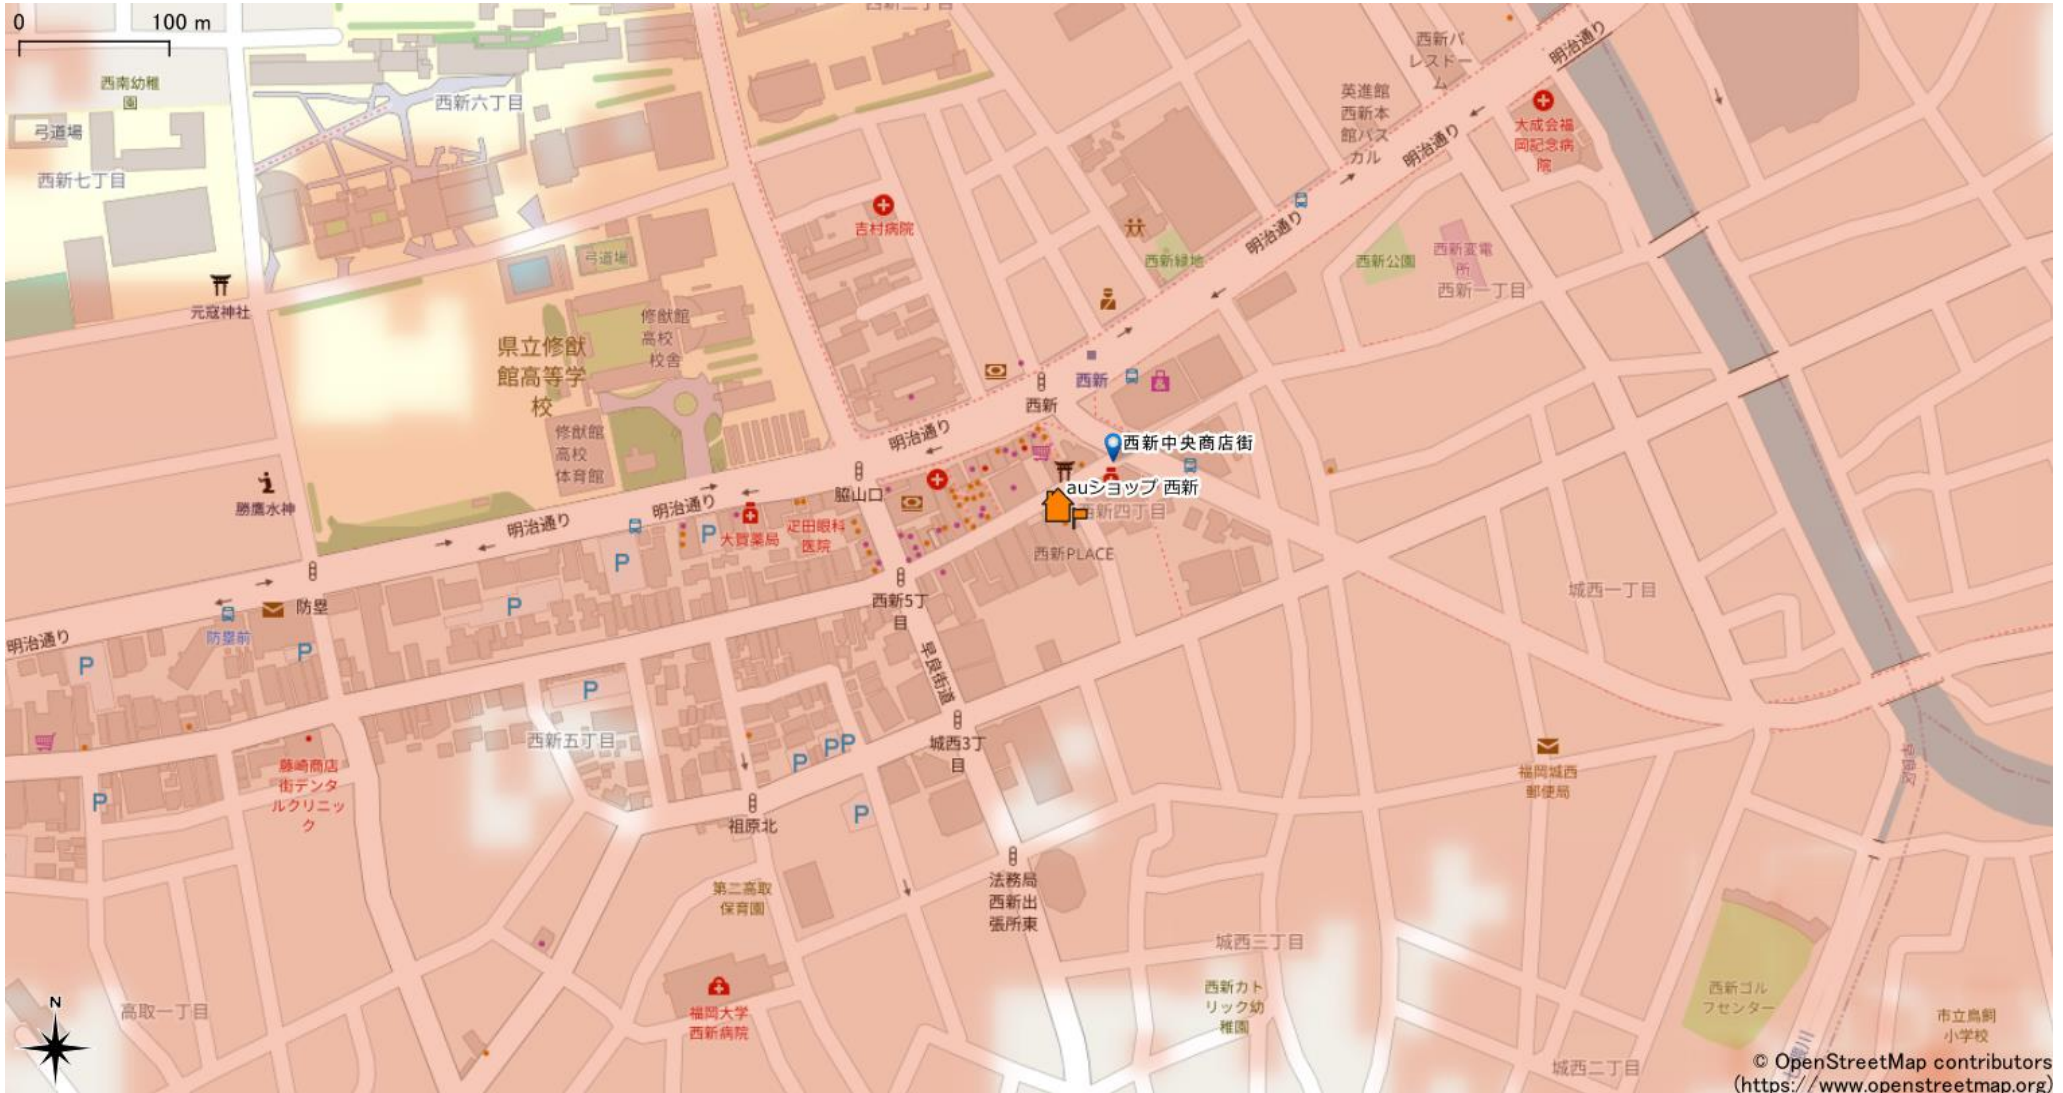 0
100 m
西新二丁目
西新パ
レスドー
ム
明治通り
西南幼稚
園
弓道場
西新六丁目
英進館
西新本
館パス
カル
大成会福
岡記念病
院
明治通り
西新七丁目
吉村病院
明治通り
弓道場
西新緑地
西新公園
西新変電
所
西新一丁目
元寇神社
修猷館
高校
校舎
県立修猷
館高等学
校
西新
西新
明治通り
西新中央商店街
修猷館
高校
体育館
脇山口
auショップ 西新
西新四丁目
勝鷹水神
明治通り
明治通り
P
大賀薬局
疋田眼科
医院
西新PLACE
P
城西一丁目
防塁
P
西新5丁
目
防塁前
明治通り
P
P
早良街道
P
西新五丁目
P
P
P
城西3丁
目
藤崎商店
街デンタ
ルクリニッ
ク
P
P
祖原北
福岡城西
郵便局
早良区
法務局
西新出
張所東
第二高取
保育園
城西三丁目
西新カト
リック幼
稚園
西新ゴル
フセンター
福岡大学
西新病院
高取一丁目
N
市立鳥飼
小学校
城西二丁目
© OpenStreetMap contributors
(https://www.openstreetmap.org)